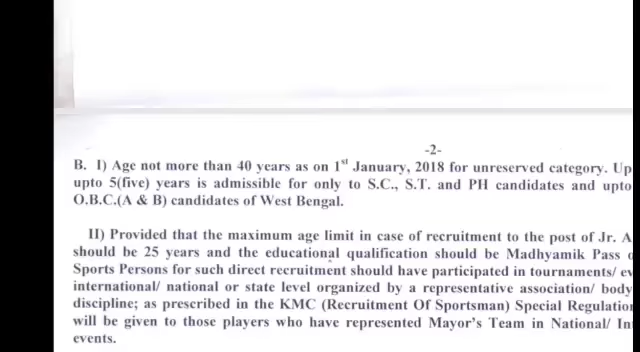 -2-
B. I) Age not more than 40 years as on 1st January, 2018 for unreserved category. Up
upto 5(five) years is admissible for only to S.C., S.T. and PH candidates and upto
O.B.C.(A & B) candidates of West Bengal.
II) Provided that the maximum age limit in case of recruitment to the post of Jr. A
should be 25 years and the educational qualification should be Madhyamik Pass
Sports Persons for such direct recruitment should have participated in tournaments/ ev
international/ national or state level organized by a representative association/ body
discipline; as prescribed in the KMC (Recruitment Of Sportsman) Special Regulation
will be given to those players who have represented Mayor's Team in National/ In
events.